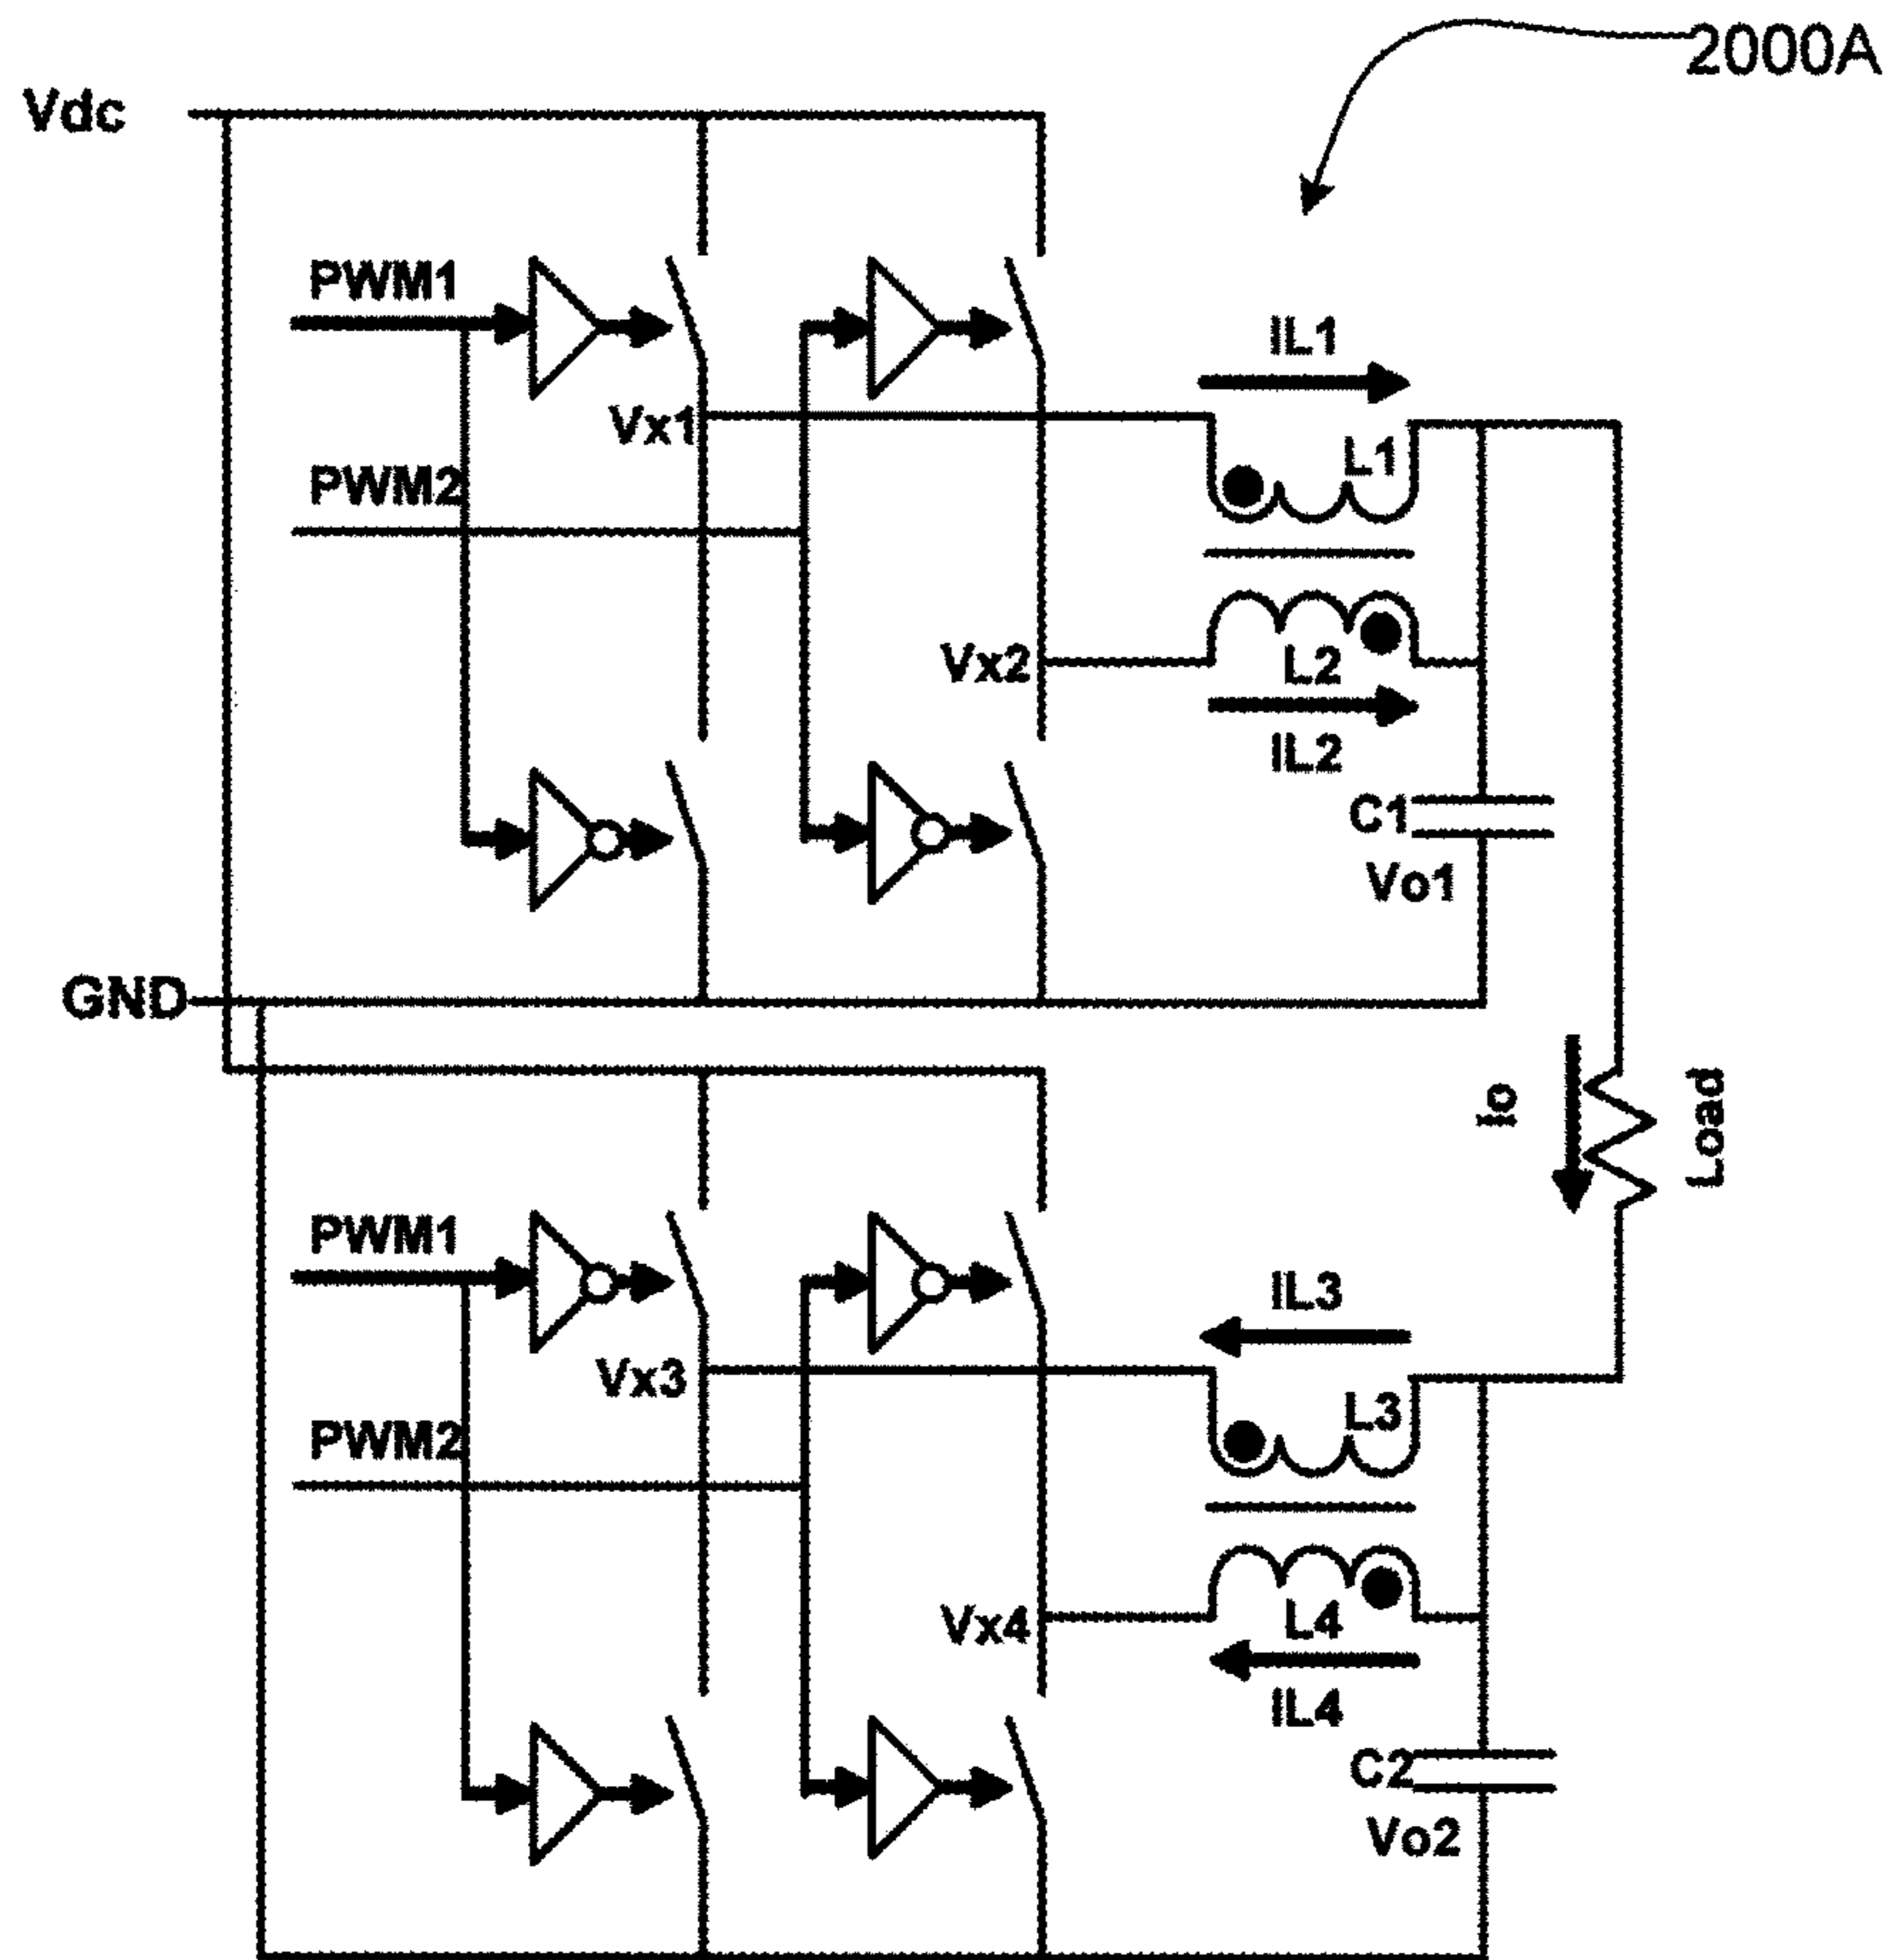 2000A
Vdc
PWM1
IL1
Vx1
L1
PWM2
Vx2
L2
IL2
C1
Vo1
GND
Io
Load
PWM1
IL3
Vx3
L3
PWM2
Vx4
L4
IL4
C2
Vo2